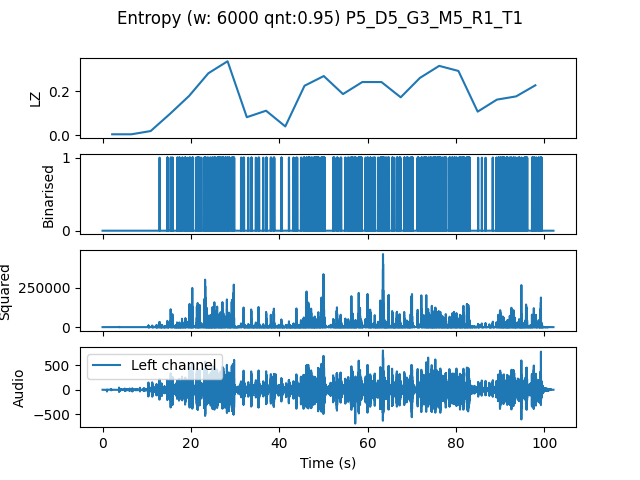 Entropy (w: 6000 qnt:0.95) P5_D5_G3_M5_R1_T1
LZ
0.2
0.0
Binarised
1
0
Squared
250000
0
Audio
500
0
−500
Left channel
0 20 40 60 80 100
Time (s)